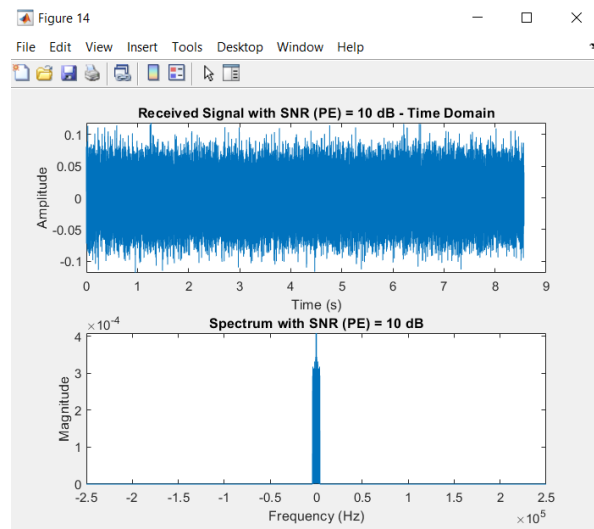 Figure 14
File Edit View Insert Tools Desktop Window Help
Received Signal with SNR (PE) = 10 dB - Time Domain
0.1
0.05
0
-0.05
-0.1
Amplitude
0 1 2 3 4 5 6 7 8 9
Time (s)
×10⁻⁴
Spectrum with SNR (PE) = 10 dB
4
3
2
1
0
Magnitude
-2.5 -2 -1.5 -1 -0.5 0 0.5 1 1.5 2 2.5
Frequency (Hz)
×10⁵